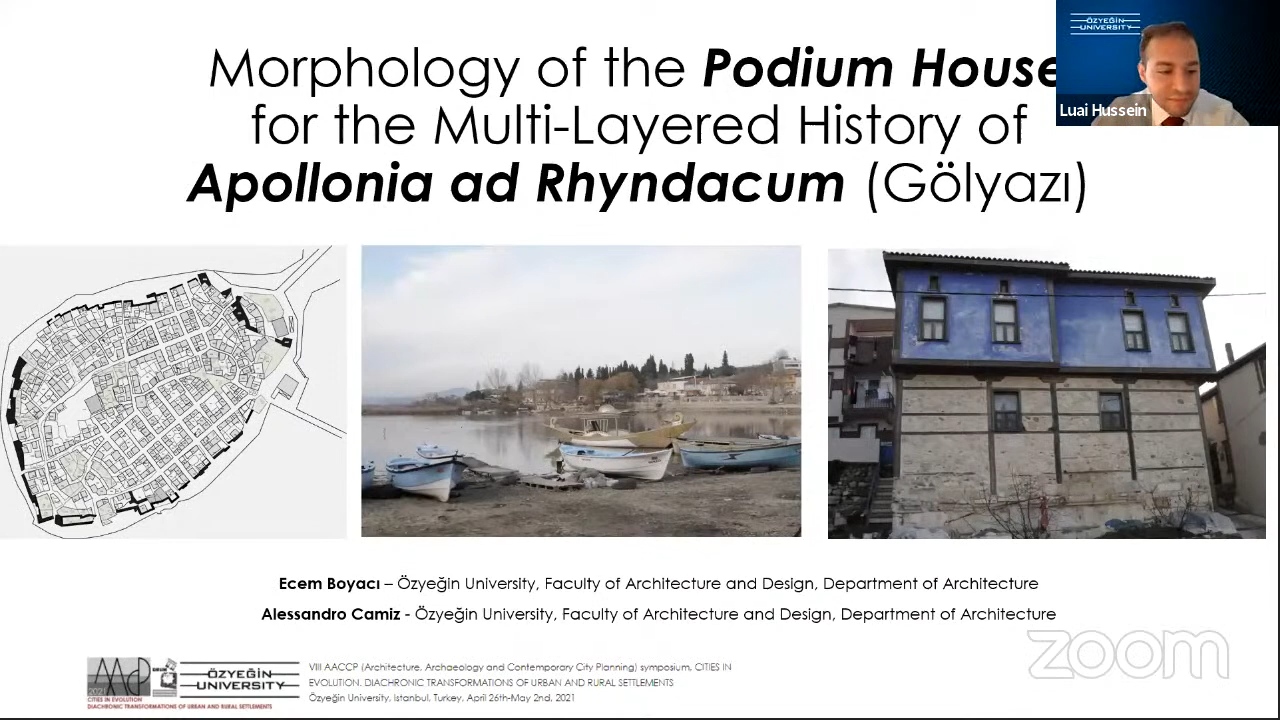 Morphology of the Podium House
for the Multi-Layered History of
Apollonia ad Rhyndacum (Gölyazı)
ÖZYEĞİN
UNIVERSITY
Luai Hussein
Ecem Boyacı – Özyeğin University, Faculty of Architecture and Design, Department of Architecture
Alessandro Camiz - Özyeğin University, Faculty of Architecture and Design, Department of Architecture
zoom
CITIES IN EVOLUTION
DIACHRONIC TRANSFORMATIONS OF URBAN AND RURAL SETTLEMENTS
ÖZYEĞİN
UNIVERSITY
VIII AACCP (Architecture, Archaeology and Contemporary City Planning) symposium, CITIES IN
EVOLUTION. DIACHRONIC TRANSFORMATIONS OF URBAN AND RURAL SETTLEMENTS
Özyeğin University, Istanbul, Turkey, April 26th-May 2nd, 2021